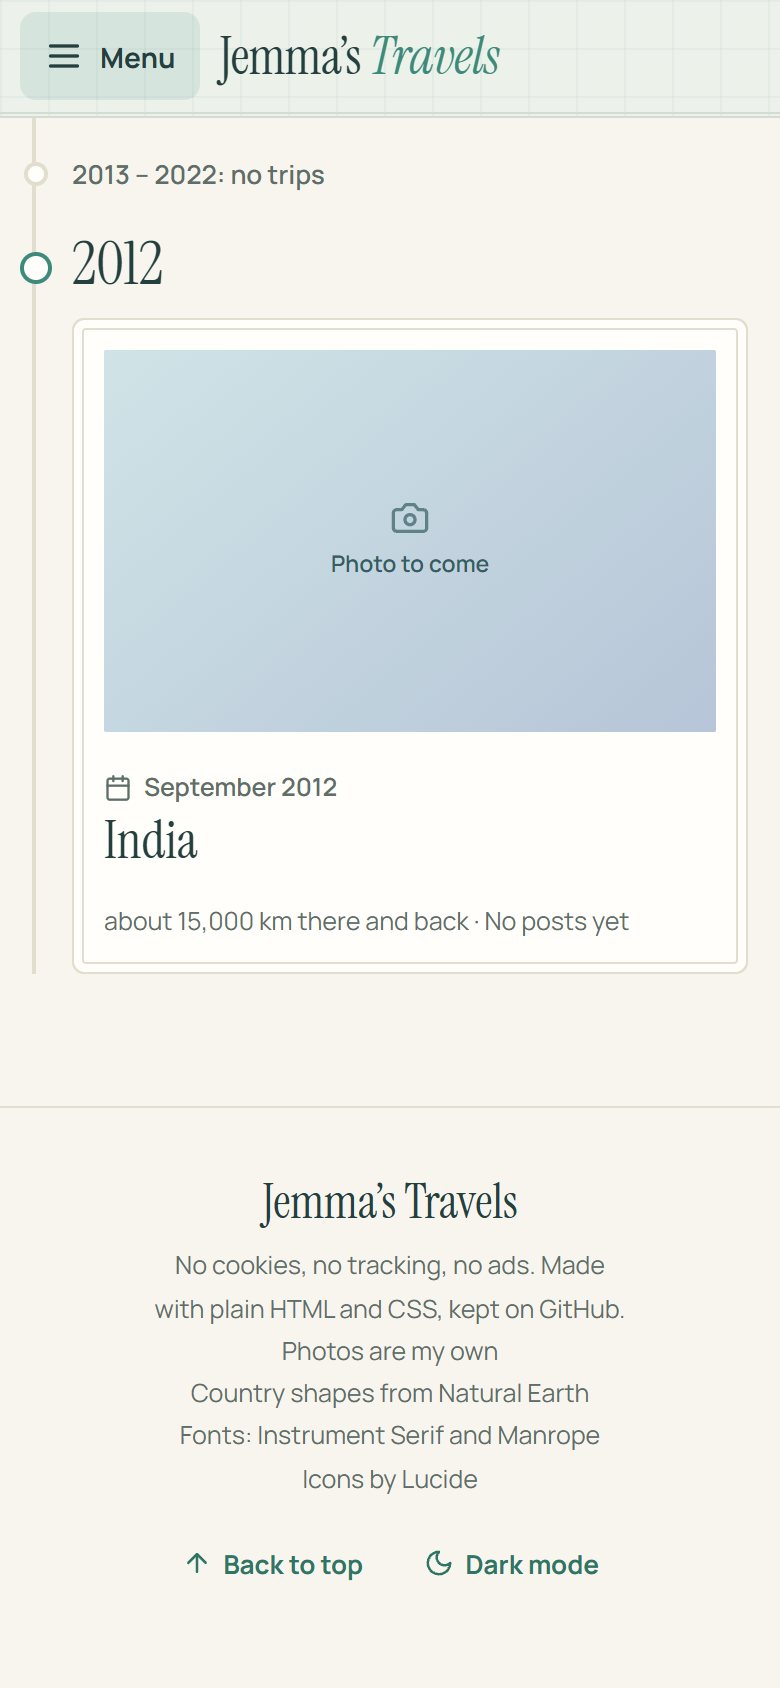 Menu
Jemma’s Travels
2013 – 2022: no trips
2012
Photo to come
September 2012
India
about 15,000 km there and back · No posts yet
Jemma’s Travels
No cookies, no tracking, no ads. Made
with plain HTML and CSS, kept on GitHub.
Photos are my own
Country shapes from Natural Earth
Fonts: Instrument Serif and Manrope
Icons by Lucide
Back to top
Dark mode